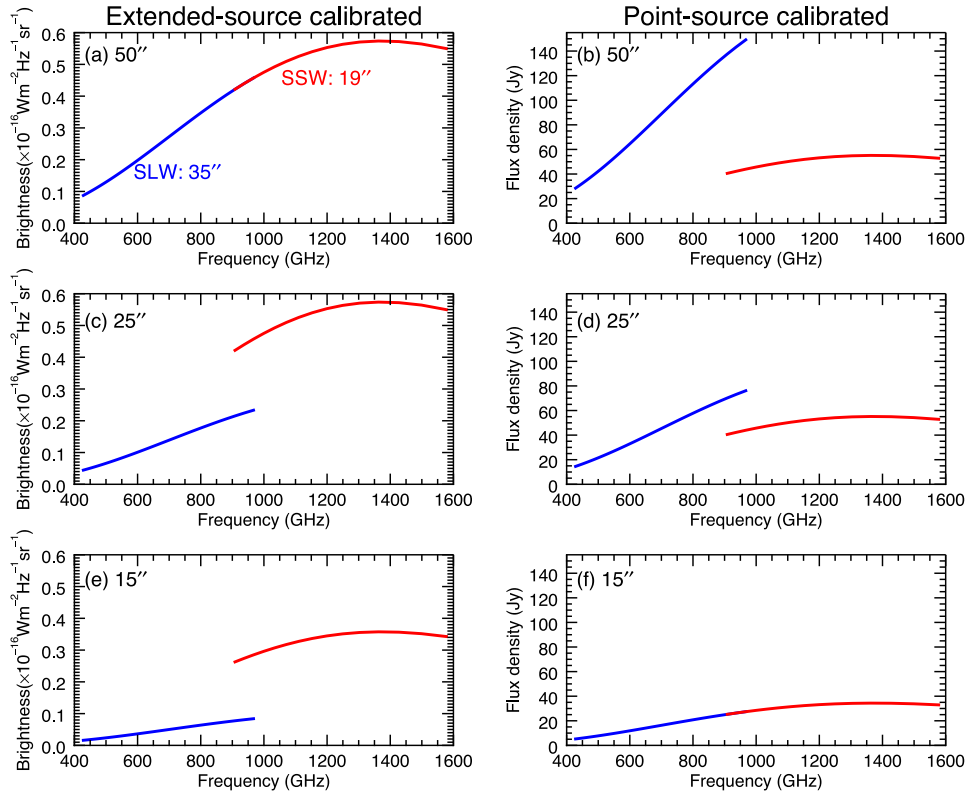 Extended-source calibrated
Point-source calibrated
(a) 50″
SSW: 19″
SLW: 35″
0.6
0.5
0.4
0.3
0.2
0.1
0.0
Brightness(×10−16Wm−2Hz−1sr−1)
400 600 800 1000 1200 1400 1600
Frequency (GHz)
(b) 50″
140
120
100
80
60
40
20
0
Flux density (Jy)
400 600 800 1000 1200 1400 1600
Frequency (GHz)
(c) 25″
0.6
0.5
0.4
0.3
0.2
0.1
0.0
Brightness(×10−16Wm−2Hz−1sr−1)
400 600 800 1000 1200 1400 1600
Frequency (GHz)
(d) 25″
140
120
100
80
60
40
20
0
Flux density (Jy)
400 600 800 1000 1200 1400 1600
Frequency (GHz)
(e) 15″
0.6
0.5
0.4
0.3
0.2
0.1
0.0
Brightness(×10−16Wm−2Hz−1sr−1)
400 600 800 1000 1200 1400 1600
Frequency (GHz)
(f) 15″
140
120
100
80
60
40
20
0
Flux density (Jy)
400 600 800 1000 1200 1400 1600
Frequency (GHz)